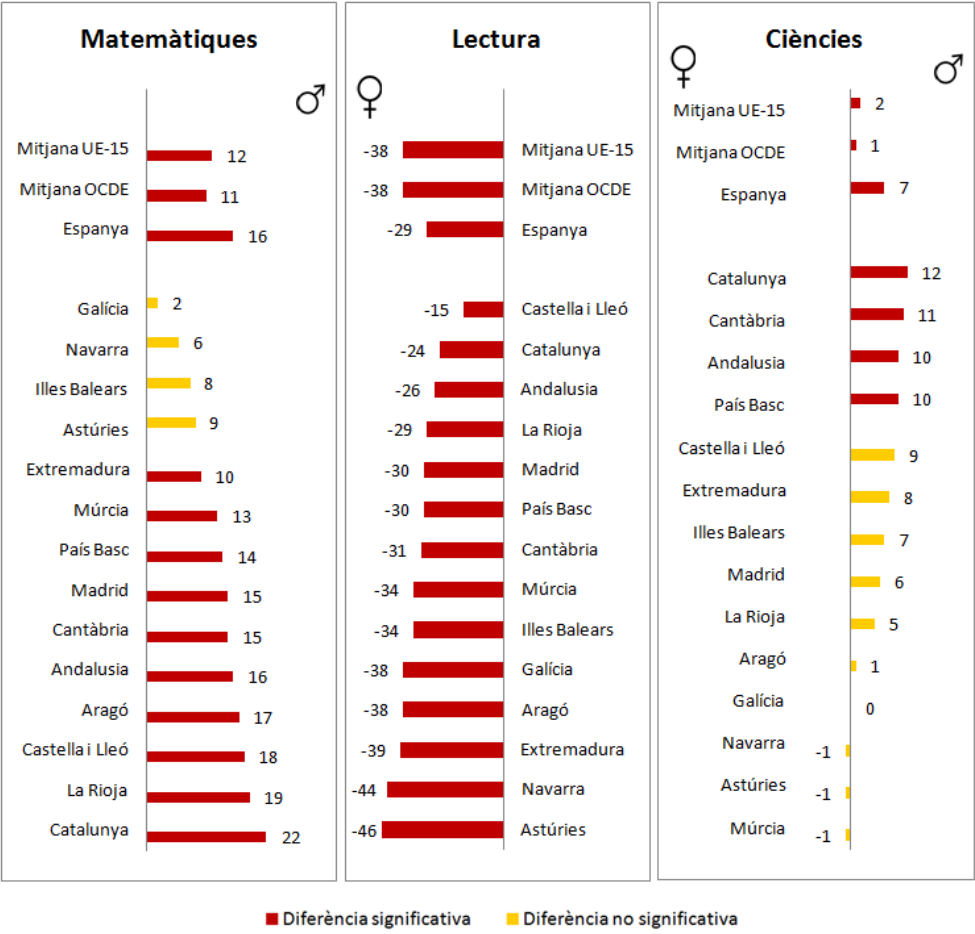 Matemàtiques
♂
Mitjana UE-15 12
Mitjana OCDE 11
Espanya 16
Galícia 2
Navarra 6
Illes Balears 8
Astúries 9
Extremadura 10
Múrcia 13
País Basc 14
Madrid 15
Cantàbria 15
Andalusia 16
Aragó 17
Castella i Lleó 18
La Rioja 19
Catalunya 22
Lectura
♀
-38 Mitjana UE-15
-38 Mitjana OCDE
-29 Espanya
-15 Castella i Lleó
-24 Catalunya
-26 Andalusia
-29 La Rioja
-30 Madrid
-30 País Basc
-31 Cantàbria
-34 Múrcia
-34 Illes Balears
-38 Galícia
-38 Aragó
-39 Extremadura
-44 Navarra
-46 Astúries
Ciències
♀ ♂
Mitjana UE-15 2
Mitjana OCDE 1
Espanya 7
Catalunya 12
Cantàbria 11
Andalusia 10
País Basc 10
Castella i Lleó 9
Extremadura 8
Illes Balears 7
Madrid 6
La Rioja 5
Aragó 1
Galícia 0
Navarra -1
Astúries -1
Múrcia -1
Diferència significativa Diferència no significativa